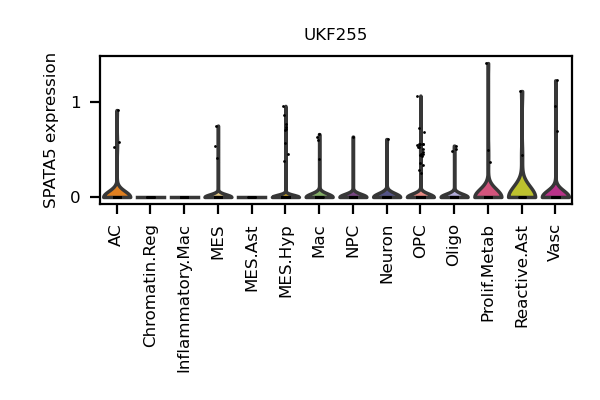 UKF255
SPATA5 expression
1
0
AC
Chromatin.Reg
Inflammatory.Mac
MES
MES.Ast
MES.Hyp
Mac
NPC
Neuron
OPC
Oligo
Prolif.Metab
Reactive.Ast
Vasc